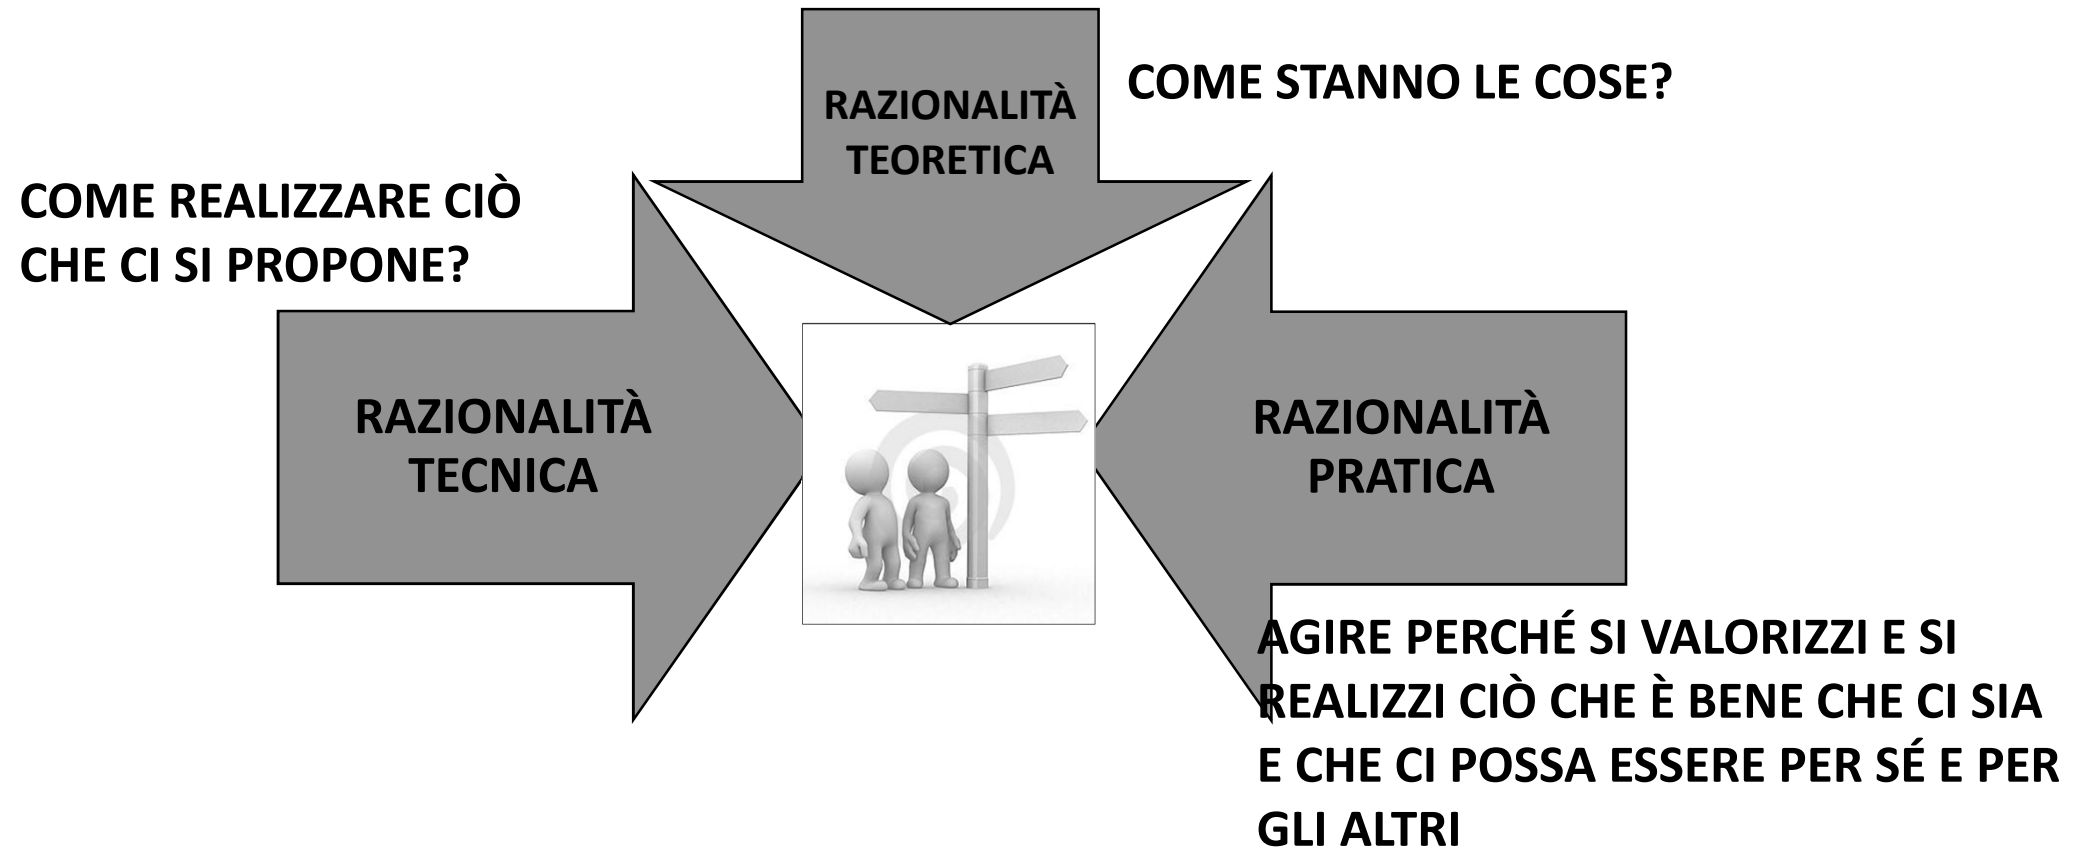 RAZIONALITÀ
TEORETICA
COME STANNO LE COSE?
COME REALIZZARE CIÒ
CHE CI SI PROPONE?
RAZIONALITÀ
TECNICA
RAZIONALITÀ
PRATICA
AGIRE PERCHÉ SI VALORIZZI E SI
REALIZZI CIÒ CHE È BENE CHE CI SIA
E CHE CI POSSA ESSERE PER SÉ E PER
GLI ALTRI